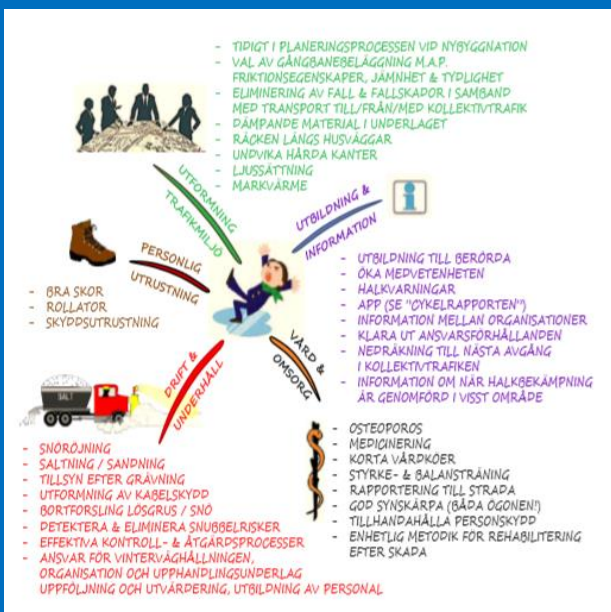 - TIDIGT I PLANERINGSPROCESSEN VID NYBYGGNATION
- VAL AV GÅNGBANEBELÄGGNING M.A.P.
FRIKTIONSEGENSKAPER, JÄMNHET & TYDLIGHET
- ELIMINERING AV FALL & FALLSKADOR I SAMBAND
MED TRANSPORT TILL/FRÅN/MED KOLLEKTIVTRAFIK
- DÄMPANDE MATERIAL I UNDERLAGET
- RÄCKEN LÄNGS HUSVÄGGAR
- UNDVIKA HÅRDA KANTER
- LJUSSÄTTNING
- MARKVÄRME
UTFORMNING
TRAFIKMILJÖ
UTBILDNING &
INFORMATION
i
- UTBILDNING TILL BERÖRDA
- ÖKA MEDVETENHETEN
- HALKVARNINGAR
- APP (SE "CYKELRAPPORTEN")
- INFORMATION MELLAN ORGANISATIONER
- KLARA UT ANSVARSFÖRHÅLLANDEN
- NEDRÄKNING TILL NÄSTA AVGÅNG
I KOLLEKTIVTRAFIKEN
- INFORMATION OM NÄR HALKBEKÄMPNING
ÄR GENOMFÖRD I VISST OMRÅDE
PERSONLIG
UTRUSTNING
- BRA SKOR
- ROLLATOR
- SKYDDSUTRUSTNING
VÅRD &
OMSORG
- OSTEOPOROS
- MEDICINERING
- KORTA VÅRDKÖER
- STYRKE- & BALANSTRÄNING
- RAPPORTERING TILL STRADA
- GOD SYNSKÄRPA (BÅDA ÖGONEN!)
- TILLHANDAHÅLLA PERSONSKYDD
- ENHETLIG METODIK FÖR REHABILITERING
EFTER SKADA
DRIFT &
UNDERHÅLL
SALT
- SNÖRÖJNING
- SALTNING / SANDNING
- TILLSYN EFTER GRÄVNING
- UTFORMNING AV KABELSKYDD
- BORTFORSLING LÖSGRUS / SNÖ
- DETEKTERA & ELIMINERA SNUBBELRISKER
- EFFEKTIVA KONTROLL- & ÅTGÄRDSPROCESSER
- ANSVAR FÖR VINTERVÄGHÅLLNINGEN,
ORGANISATION OCH UPPHANDLINGSUNDERLAG
UPPFÖLJNING OCH UTVÄRDERING, UTBILDNING AV PERSONAL